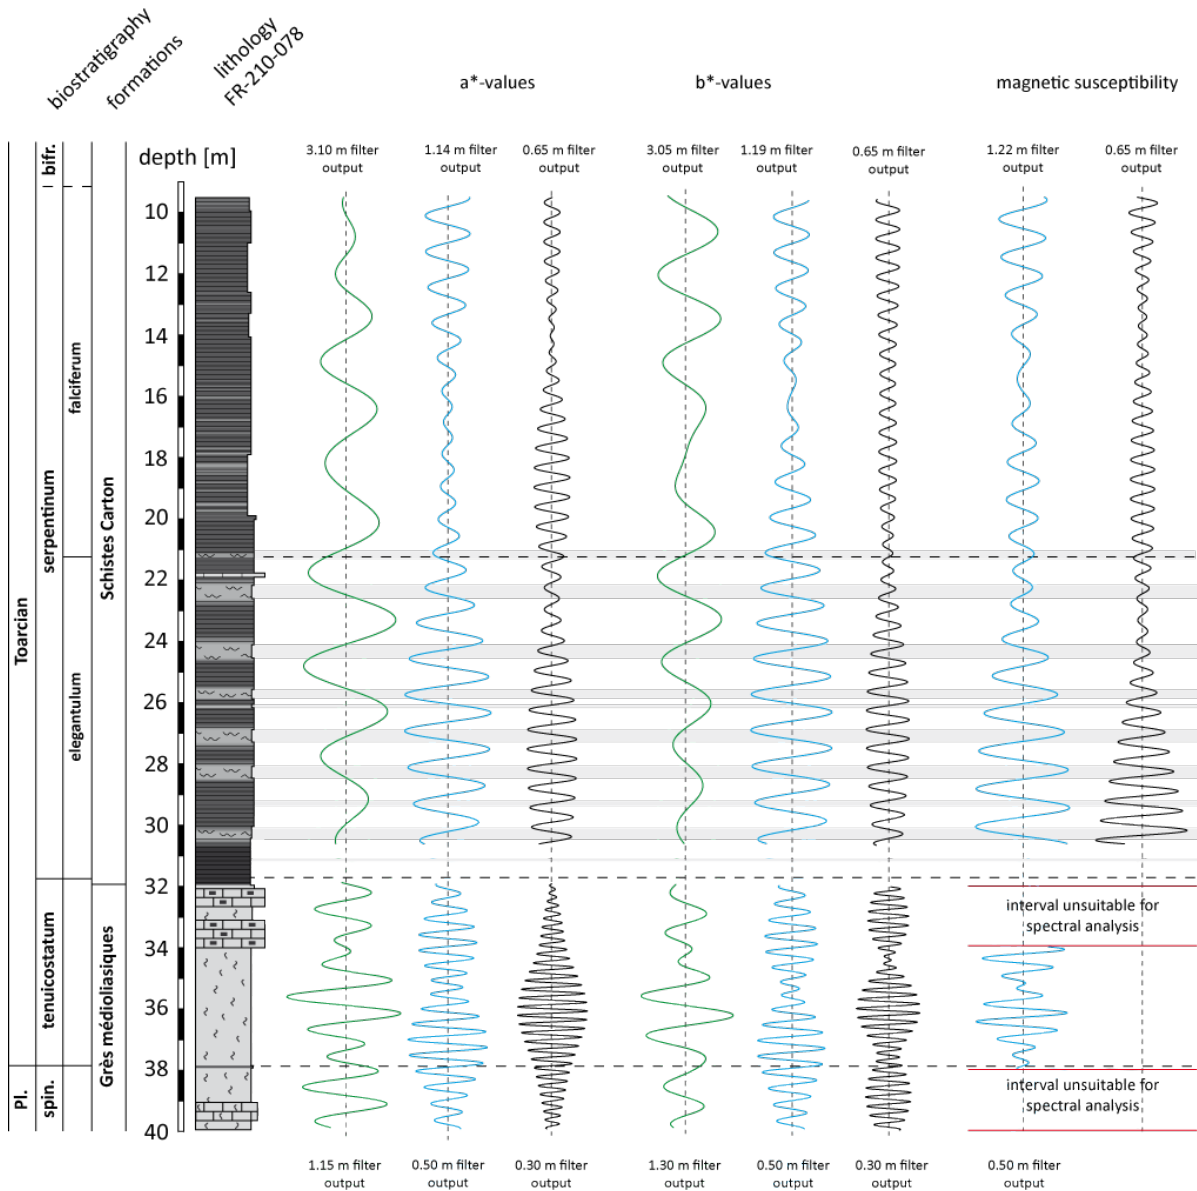 biostratigraphy
formations
lithology
FR-210-078
a*-values
b*-values
magnetic susceptibility
depth [m]
3.10 m filter
output
1.14 m filter
output
0.65 m filter
output
3.05 m filter
output
1.19 m filter
output
0.65 m filter
output
1.22 m filter
output
0.65 m filter
output
Toarcian
Pl.
bifr.
serpentinum
tenuicostatum
spin.
falciferum
elegantulum
Schistes Carton
Grès médioliasiques
10
12
14
16
18
20
22
24
26
28
30
32
34
36
38
40
interval unsuitable for
spectral analysis
interval unsuitable for
spectral analysis
1.15 m filter
output
0.50 m filter
output
0.30 m filter
output
1.30 m filter
output
0.50 m filter
output
0.30 m filter
output
0.50 m filter
output